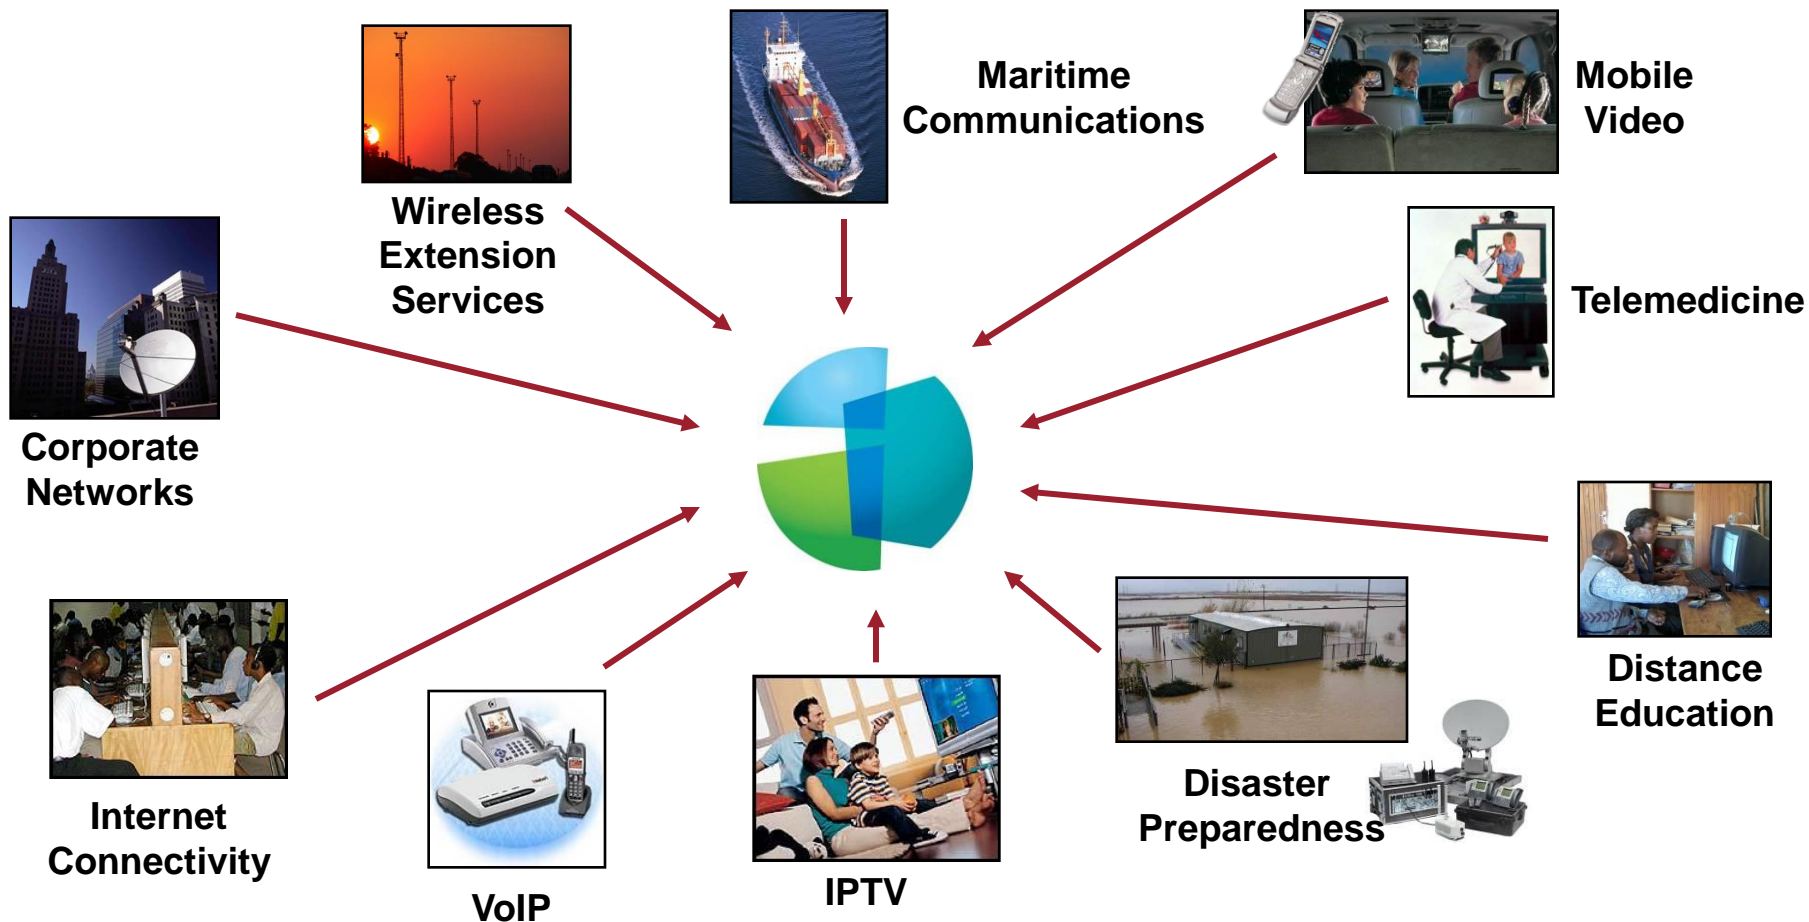 Maritime
Communications
Mobile
Video
Wireless
Extension
Services
Telemedicine
Corporate
Networks
Distance
Education
Internet
Connectivity
VoIP
IPTV
Disaster
Preparedness